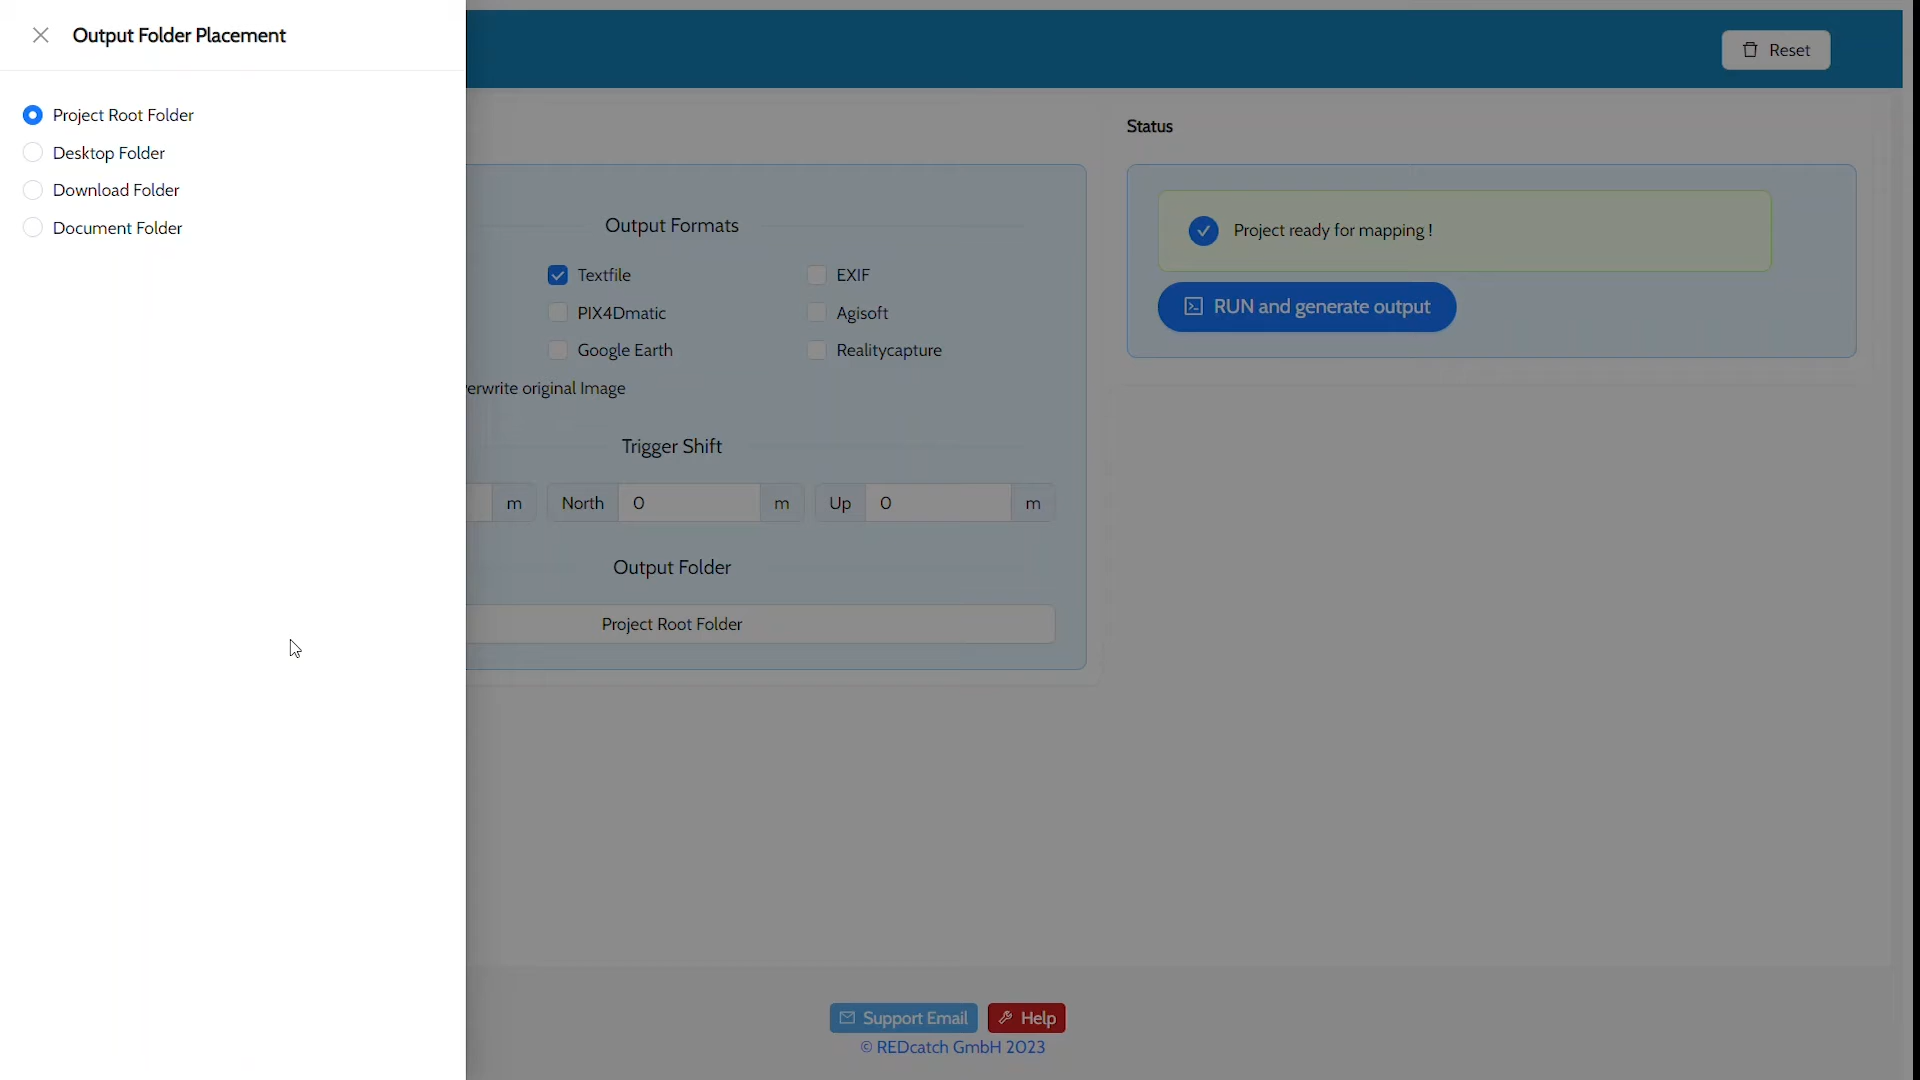 Output Folder Placement
Project Root Folder
Desktop Folder
Download Folder
Document Folder
Reset
Output Formats
Textfile
EXIF
PIX4Dmatic
Agisoft
Google Earth
Realitycapture
erwrite original Image
Trigger Shift
m North 0 m Up 0 m
Output Folder
Project Root Folder
Status
Project ready for mapping !
RUN and generate output
Support Email
Help
© REDcatch GmbH 2023